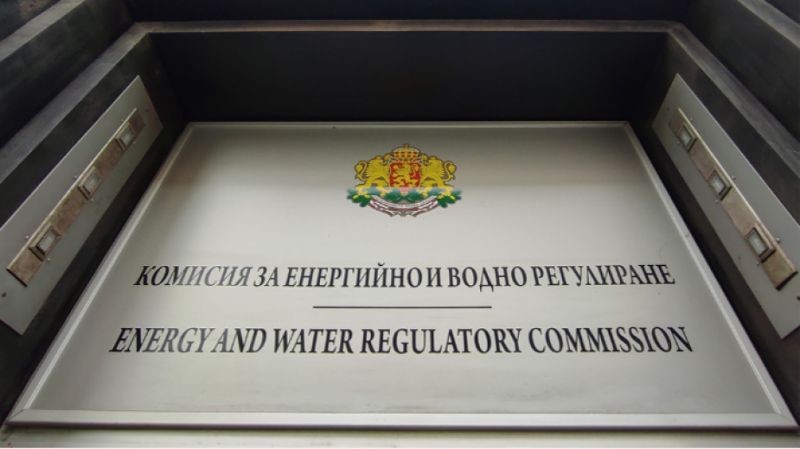 КОМИСИЯ ЗА ЕНЕРГИЙНО И ВОДНО РЕГУЛИРАНЕ
ENERGY AND WATER REGULATORY COMMISSION